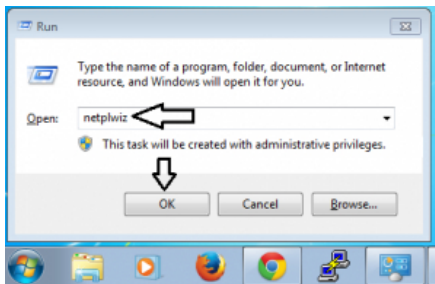 Run
Type the name of a program, folder, document, or Internet
resource, and Windows will open it for you.
Open: netplwiz
This task will be created with administrative privileges.
OK Cancel Browse...